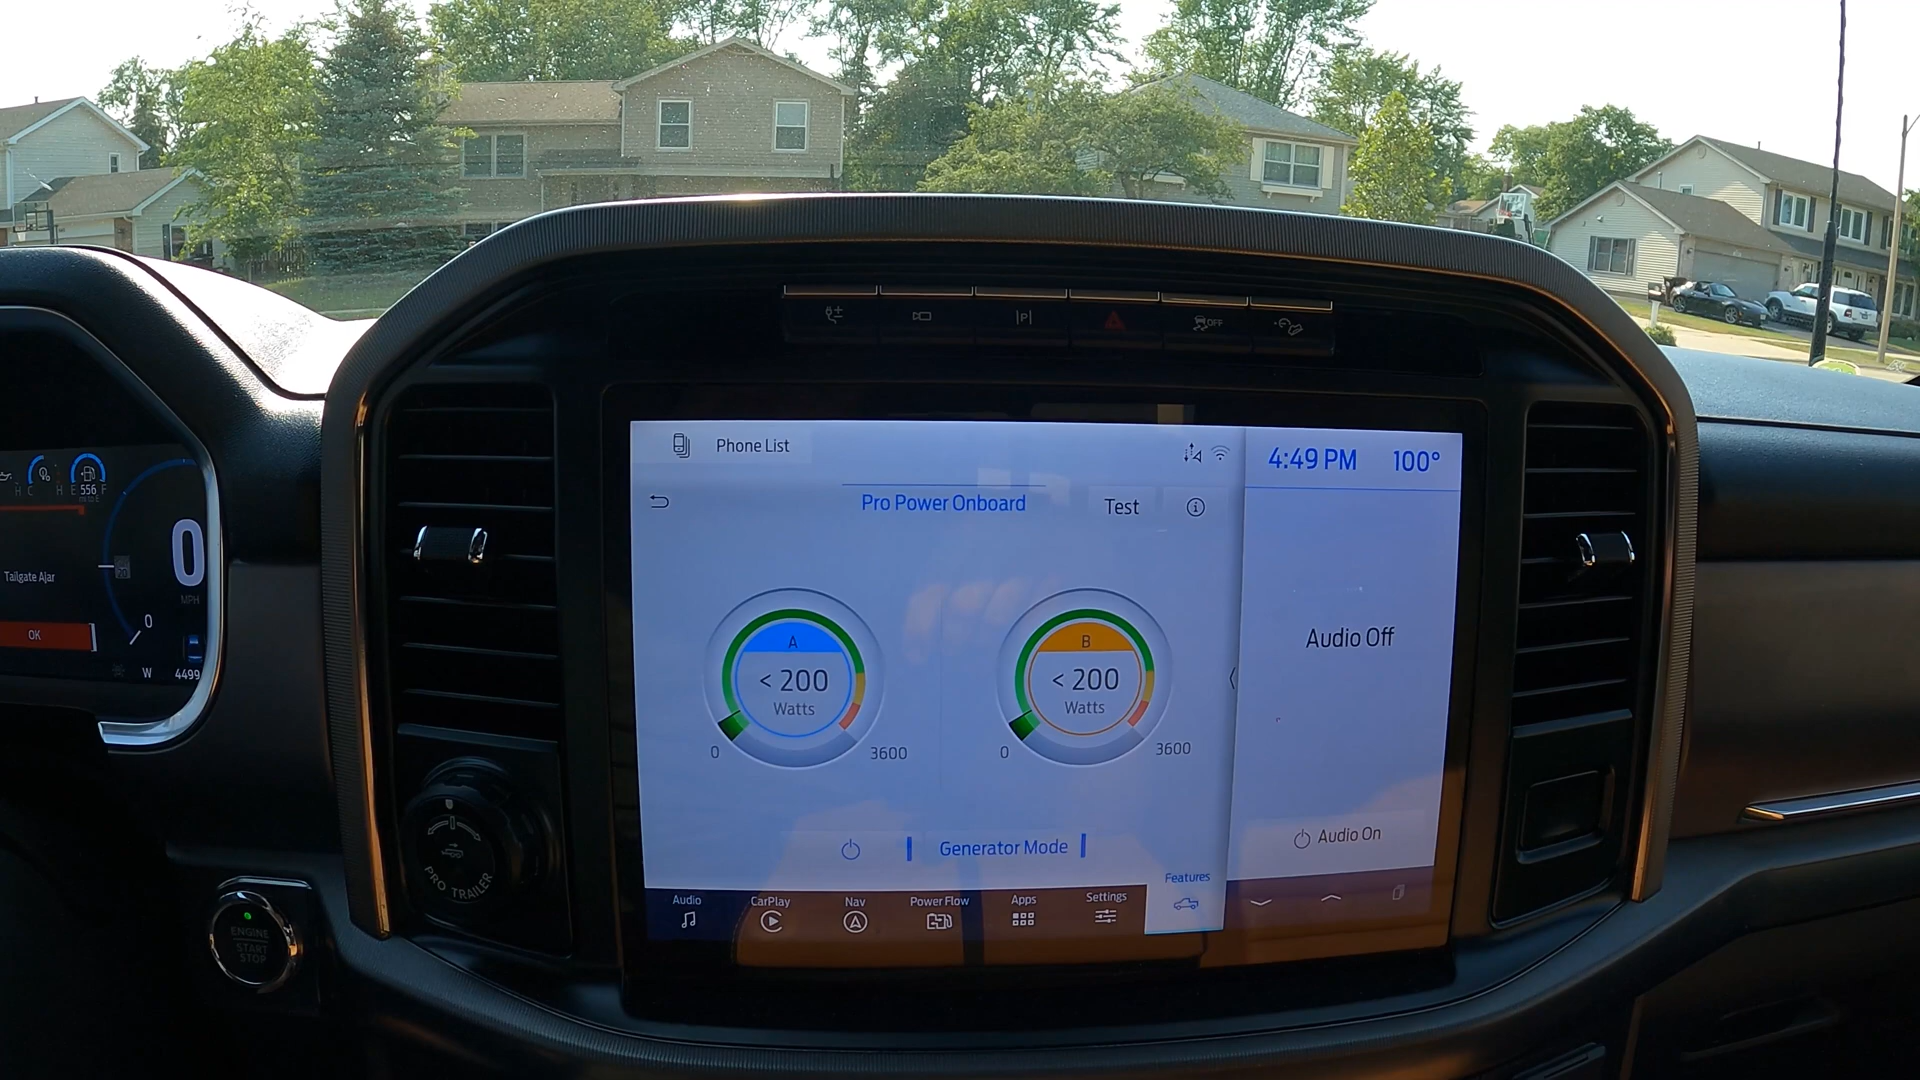 OFF
Phone List
4:49 PM
100°
Pro Power Onboard
Test
A
< 200
Watts
0
3600
B
< 200
Watts
0
3600
Audio Off
Generator Mode
Audio On
Audio
CarPlay
Nav
Power Flow
Apps
Settings
Features
H
C
H
E
556
F
Tailgate Ajar
OK
0
MPH
0
W
4499
PRO TRAILER
ENGINE
START
STOP